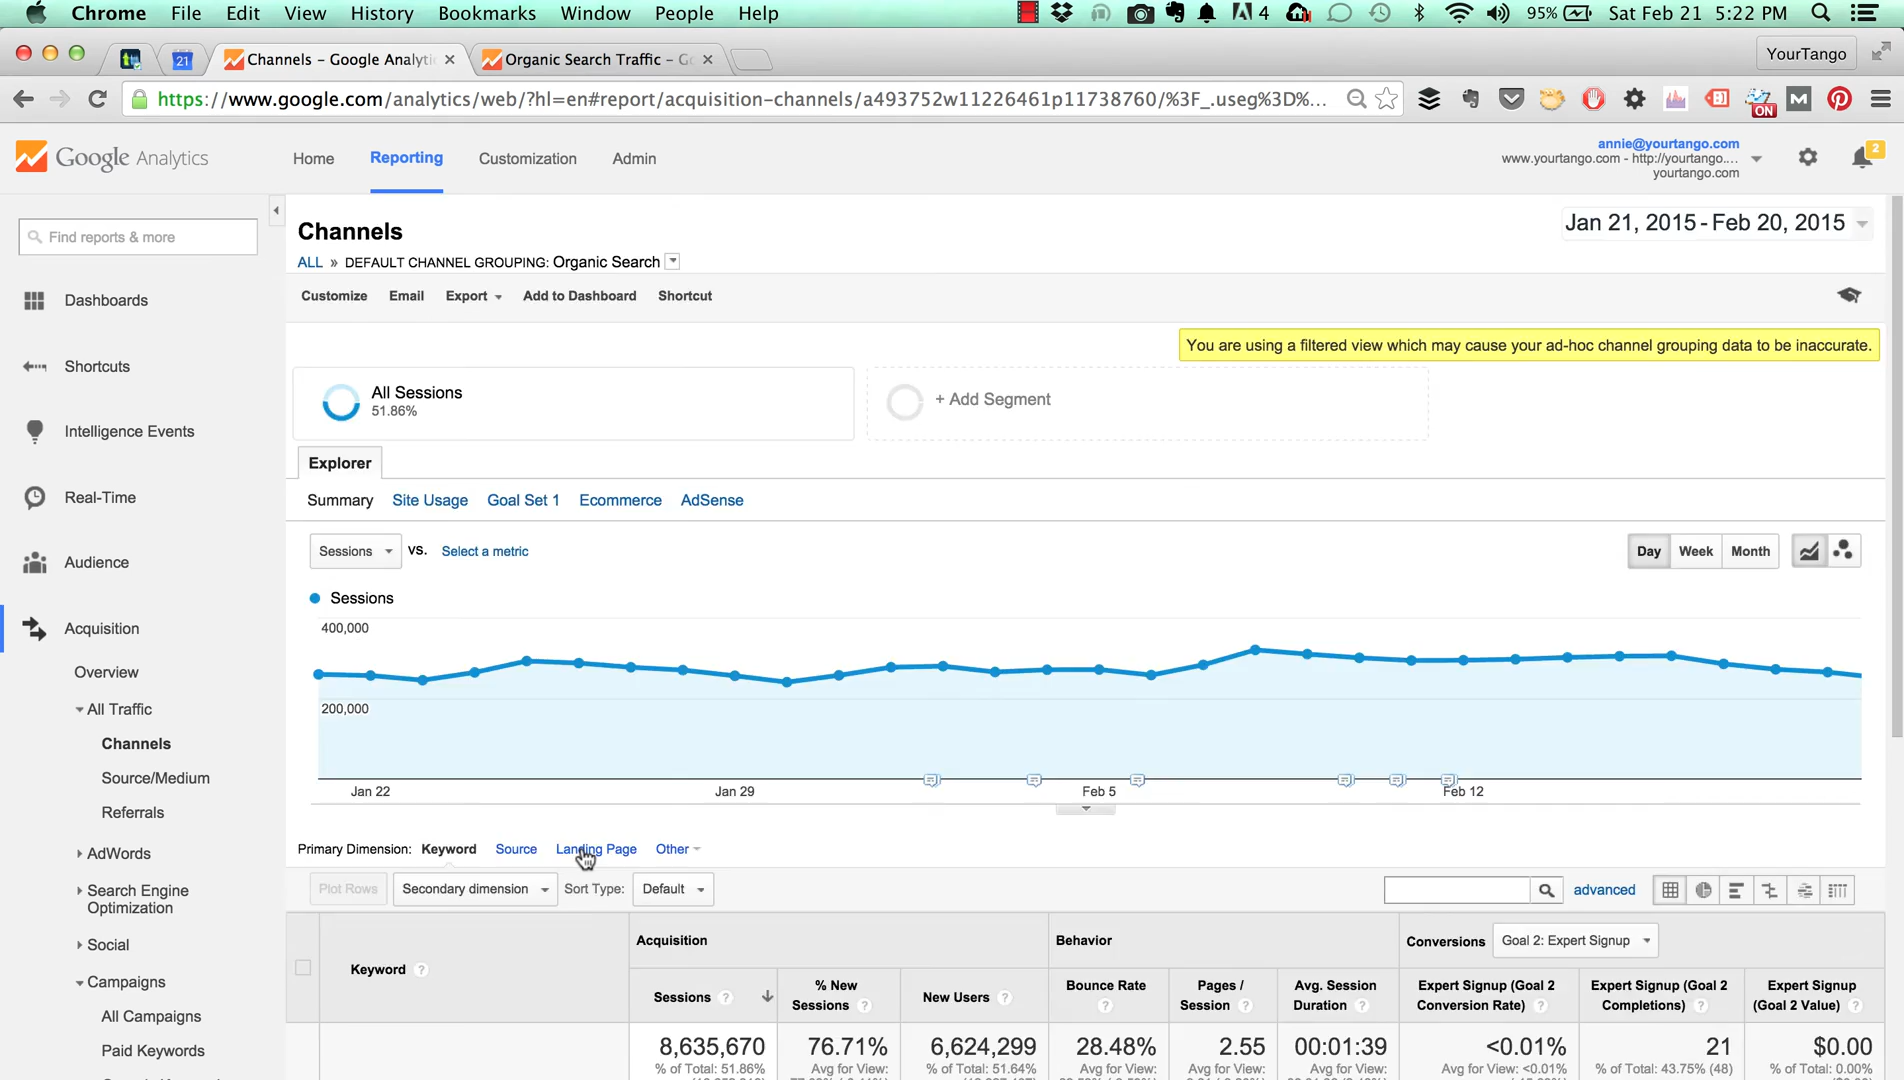 Chrome File Edit View History Bookmarks Window People Help 4 95% Sat Feb 21 5:22 PM
21 Channels – Google Analyti Organic Search Traffic – Go YourTango
https://www.google.com/analytics/web/?hl=en#report/acquisition-channels/a493752w11226461p11738760/%3F_.useg%3D%... ON M
Google Analytics Home Reporting Customization Admin
annie@yourtango.com
www.yourtango.com - http://yourtango....
yourtango.com
2
Find reports & more
Dashboards
Shortcuts
Intelligence Events
Real-Time
Audience
Acquisition
Overview
All Traffic
Channels
Source/Medium
Referrals
AdWords
Search Engine
Optimization
Social
Campaigns
All Campaigns
Paid Keywords
Channels
Jan 21, 2015 - Feb 20, 2015
ALL » DEFAULT CHANNEL GROUPING: Organic Search
Customize Email Export Add to Dashboard Shortcut
You are using a filtered view which may cause your ad-hoc channel grouping data to be inaccurate.
All Sessions
51.86%
+ Add Segment
Explorer
Summary Site Usage Goal Set 1 Ecommerce AdSense
Sessions VS. Select a metric
Day Week Month
Sessions
400,000
200,000
Jan 22 Jan 29 Feb 5 Feb 12
Primary Dimension: Keyword Source Landing Page Other
Plot Rows Secondary dimension Sort Type: Default advanced
Acquisition Behavior Conversions Goal 2: Expert Signup
Keyword ?
Sessions ?
% New
Sessions ?
New Users ?
Bounce Rate
?
Pages /
Session ?
Avg. Session
Duration ?
Expert Signup (Goal 2
Conversion Rate) ?
Expert Signup (Goal 2
Completions) ?
Expert Signup
(Goal 2 Value) ?
8,635,670 76.71% 6,624,299 28.48% 2.55 00:01:39 <0.01% 21 $0.00
% of Total: 51.86% Avg for View: % of Total: 51.64% Avg for View: Avg for View: Avg for View: Avg for View: <0.01% % of Total: 43.75% (48) % of Total: 0.00%